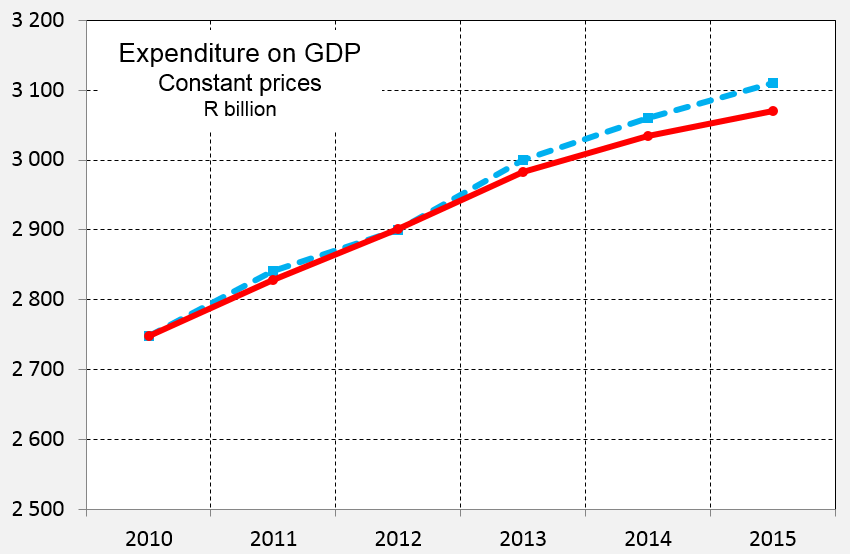 Expenditure on GDP
Constant prices
R billion
3 200
3 100
3 000
2 900
2 800
2 700
2 600
2 500
2010 2011 2012 2013 2014 2015